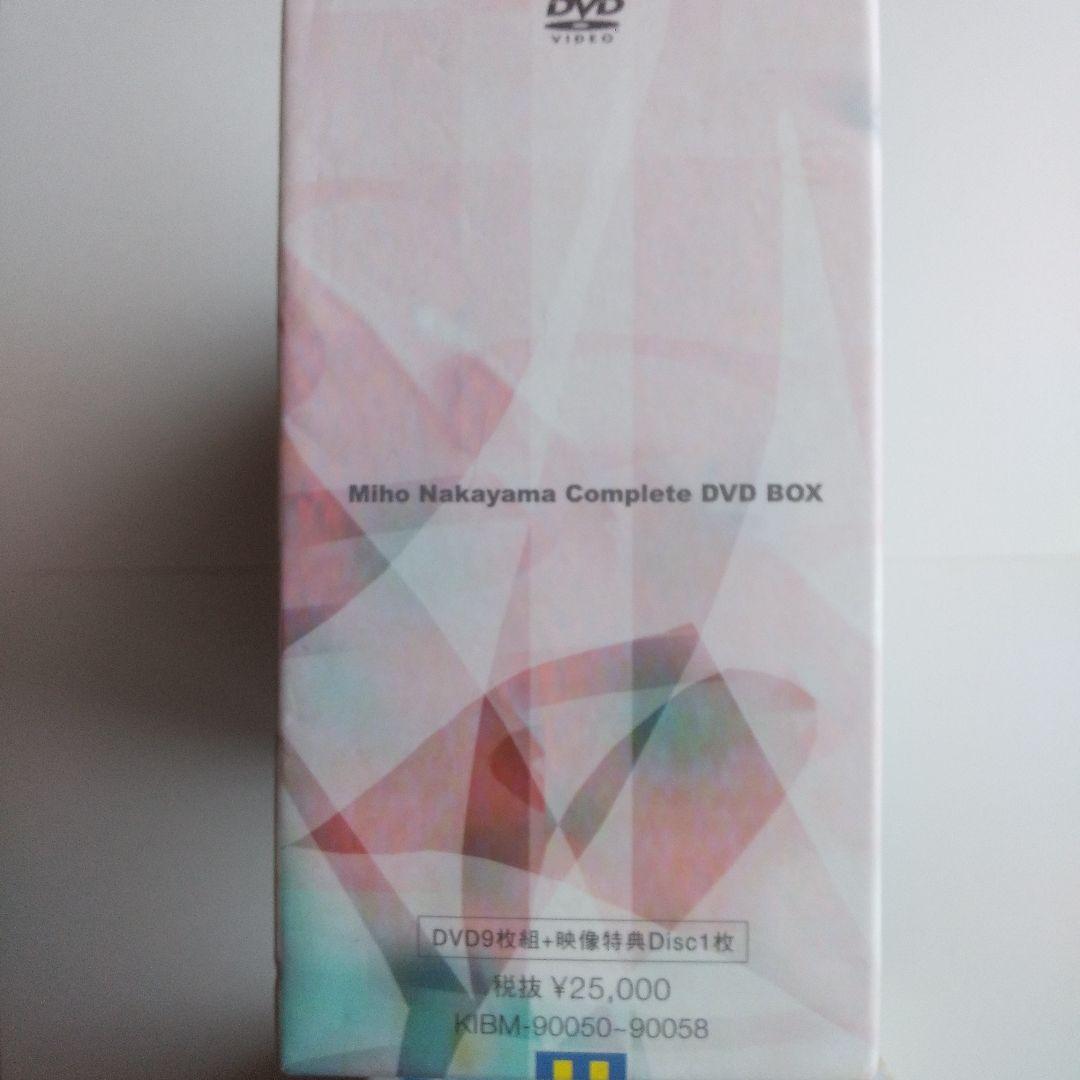 DVD
VIDEO
Miho Nakayama Complete DVD BOX
DVD9枚組+映像特典Disc1枚
税抜 ¥25,000
KIBM-90050~90058